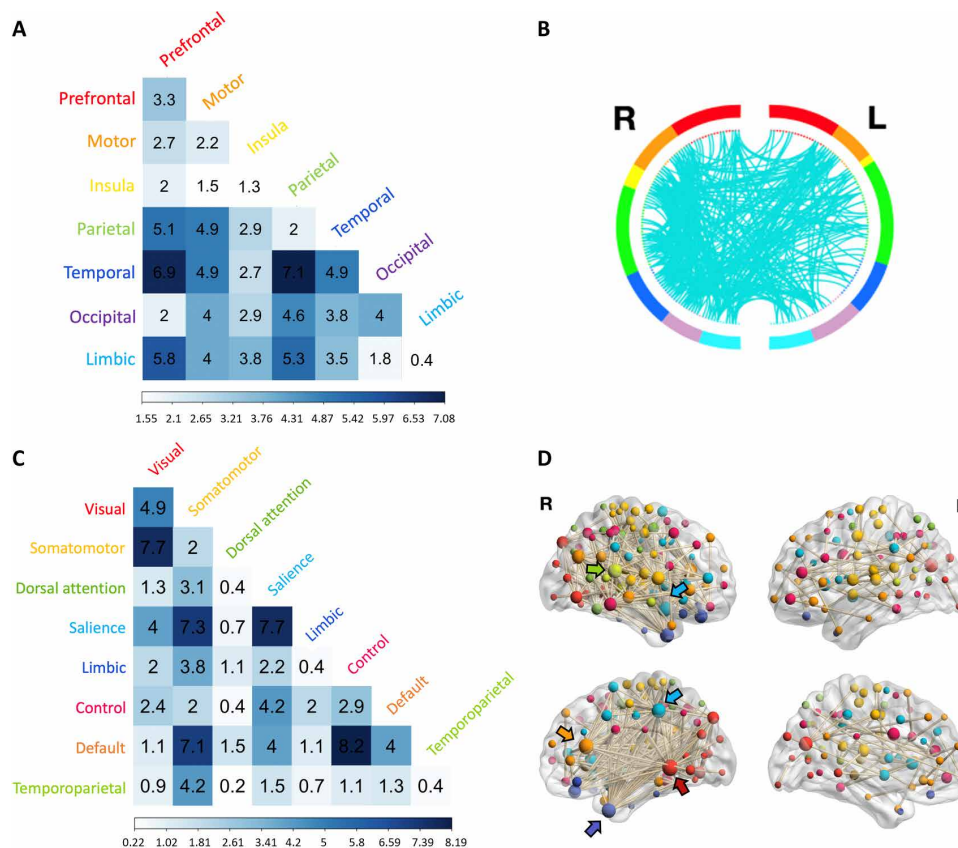 A
Prefrontal
Prefrontal 3.3 Motor
Motor 2.7 2.2 Insula
Insula 2 1.5 1.3 Parietal
Parietal 5.1 4.9 2.9 2 Temporal
Temporal 6.9 4.9 2.7 7.1 4.9 Occipital
Occipital 2 4 2.9 4.6 3.8 4 Limbic
Limbic 5.8 4 3.8 5.3 3.5 1.8 0.4
1.55 2.1 2.65 3.21 3.76 4.31 4.87 5.42 5.97 6.53 7.08
B
R L
C
Visual
Visual 4.9 Somatomotor
Somatomotor 7.7 2 Dorsal attention
Dorsal attention 1.3 3.1 0.4 Salience
Salience 4 7.3 0.7 7.7 Limbic
Limbic 2 3.8 1.1 2.2 0.4 Control
Control 2.4 2 0.4 4.2 2 2.9 Default
Default 1.1 7.1 1.5 4 1.1 8.2 4 Temporoparietal
Temporoparietal 0.9 4.2 0.2 1.5 0.7 1.1 1.3 0.4
0.22 1.02 1.81 2.61 3.41 4.2 5 5.8 6.59 7.39 8.19
D
R